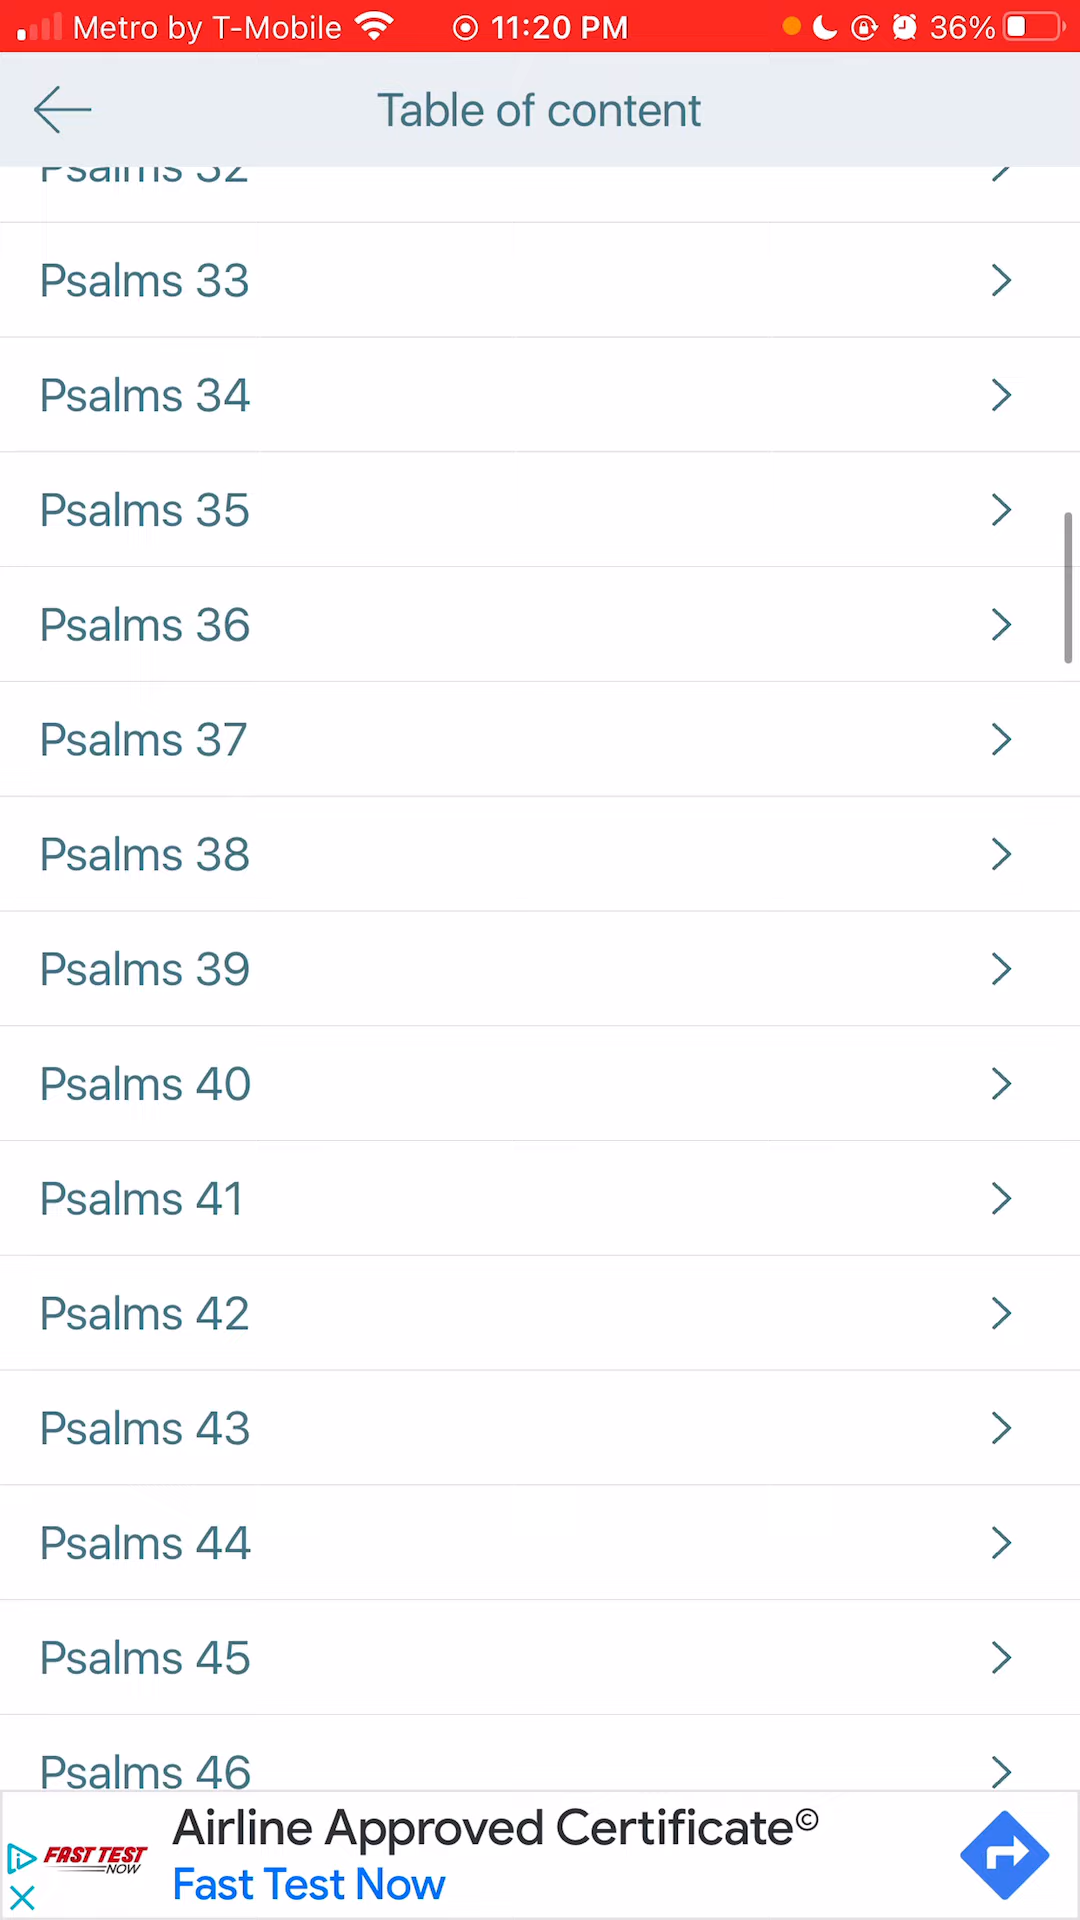 Metro by T-Mobile 11:20 PM 36%
Table of content
Psalms 32
Psalms 33
Psalms 34
Psalms 35
Psalms 36
Psalms 37
Psalms 38
Psalms 39
Psalms 40
Psalms 41
Psalms 42
Psalms 43
Psalms 44
Psalms 45
Psalms 46
Airline Approved Certificate©
FAST TEST
NOW
Fast Test Now